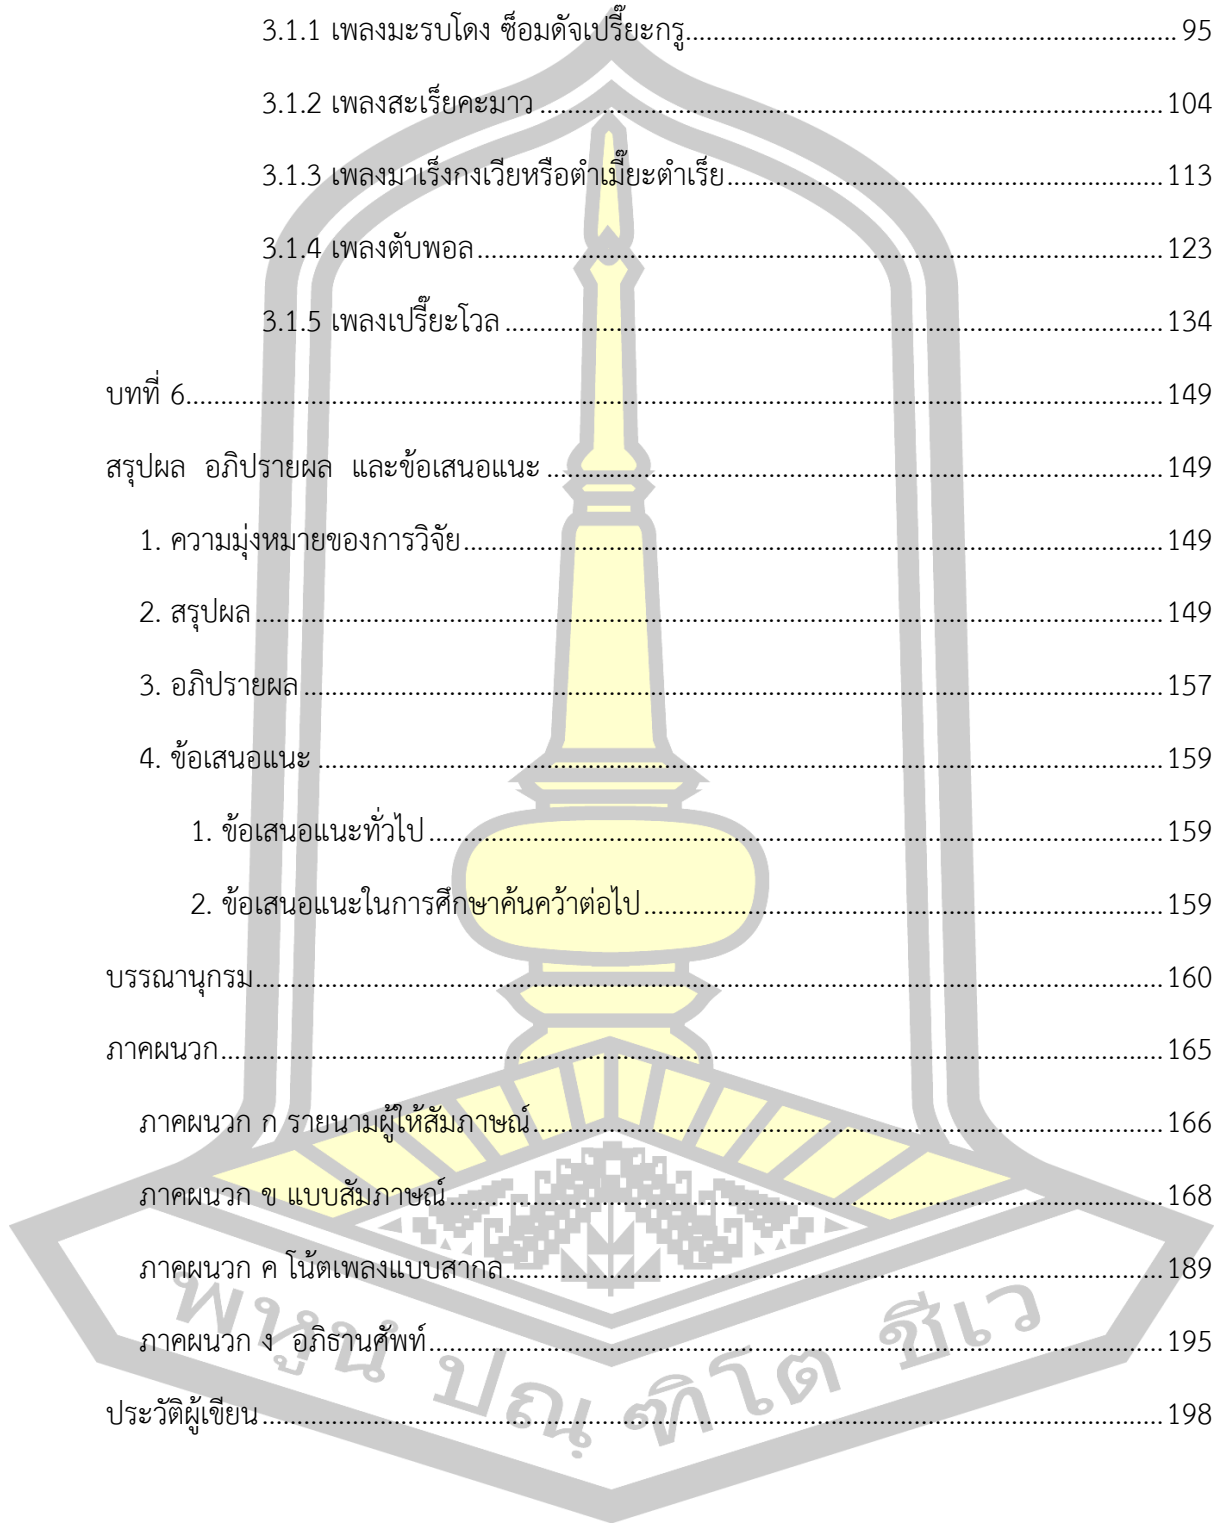 3.1.1 เพลงมะรบโดง ซ็อมดัจเปรี๊ยะกรู.......................................................................... 95
3.1.2 เพลงสะเร็ยคะมาว ............................................................................................. 104
3.1.3 เพลงมาเร็งกงเวียหรือตำเมี๊ยะตำเร็ย................................................................. 113
3.1.4 เพลงตับพอล....................................................................................................... 123
3.1.5 เพลงเปรี๊ยะโวล ................................................................................................... 134
บทที่ 6................................................................................................................................... 149
สรุปผล อภิปรายผล และข้อเสนอแนะ ............................................................................... 149
1. ความมุ่งหมายของการวิจัย............................................................................................. 149
2. สรุปผล............................................................................................................................ 149
3. อภิปรายผล ..................................................................................................................... 157
4. ข้อเสนอแนะ ................................................................................................................... 159
1. ข้อเสนอแนะทั่วไป ................................................................................................... 159
2. ข้อเสนอแนะในการศึกษาค้นคว้าต่อไป .................................................................... 159
บรรณานุกรม.......................................................................................................................... 160
ภาคผนวก............................................................................................................................... 165
ภาคผนวก ก รายนามผู้ให้สัมภาษณ์................................................................................... 166
ภาคผนวก ข แบบสัมภาษณ์ ............................................................................................... 168
ภาคผนวก ค โน้ตเพลงแบบสากล....................................................................................... 189
ภาคผนวก ง อภิธานศัพท์................................................................................................... 195
ประวัติผู้เขียน ......................................................................................................................... 198
พหูนํ ปณฺฑิโต ชีเว